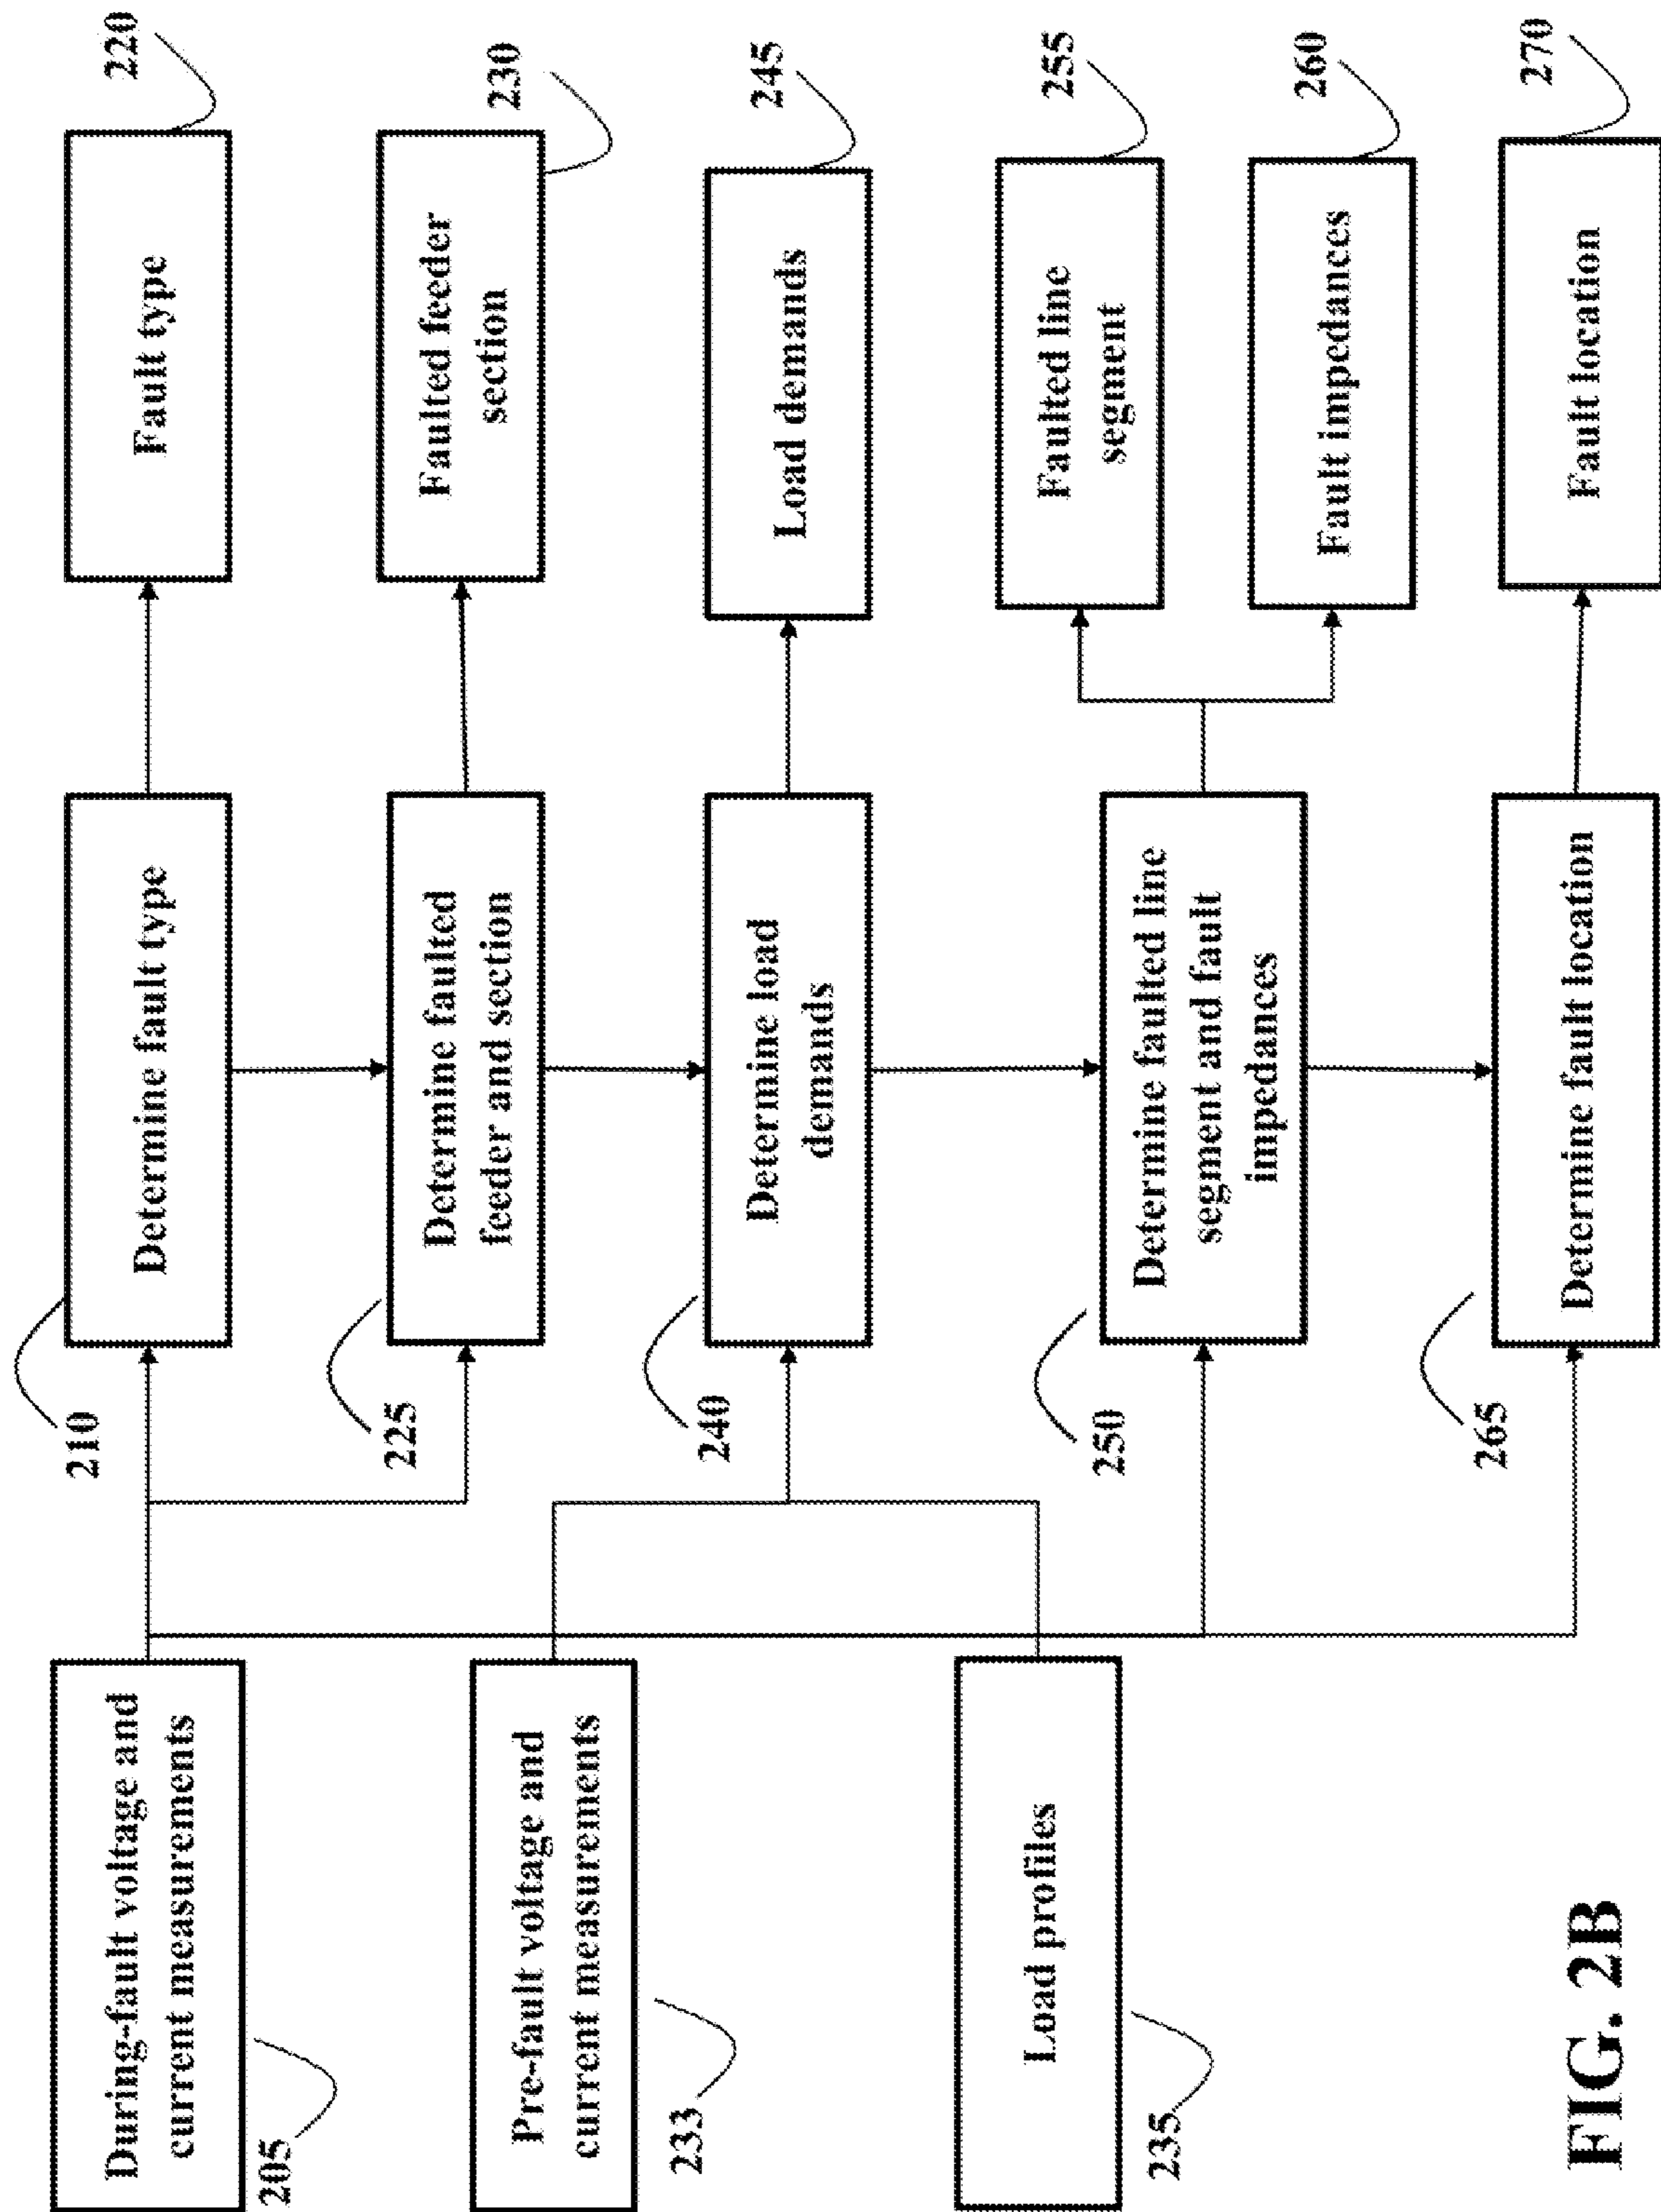 During-fault voltage and
current measurements
205
Pre-fault voltage and
current measurements
233
Load profiles
235
210
Determine fault type
225
Determine faulted
feeder and section
240
Determine load
demands
250
Determine faulted line
segment and fault
impedances
265
Determine fault location
Fault type
220
Faulted feeder
section
230
Load demands
245
Faulted line
segment
255
Fault impedances
260
Fault location
270
FIG. 2B